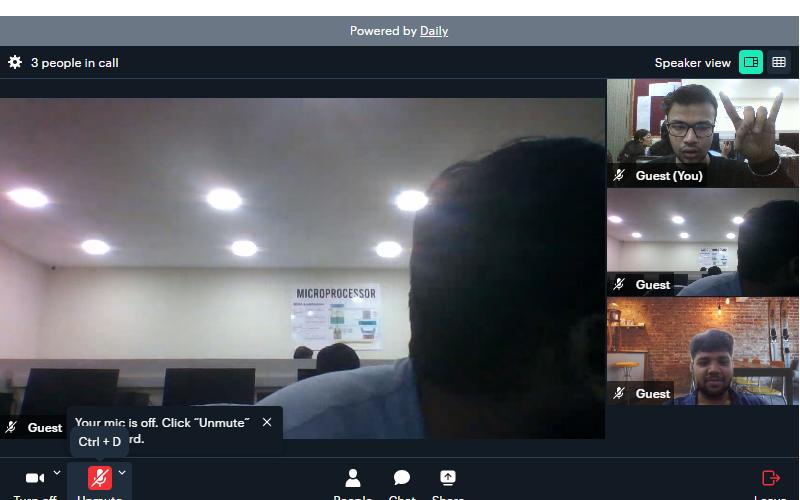 Powered by Daily
3 people in call
Speaker view
Guest (You)
Guest
Guest
MICROPROCESSOR
Guest
Your mic is off. Click "Unmute"
rd.
Ctrl + D
Turn off
Unmute
People
Chat
Share
Leave